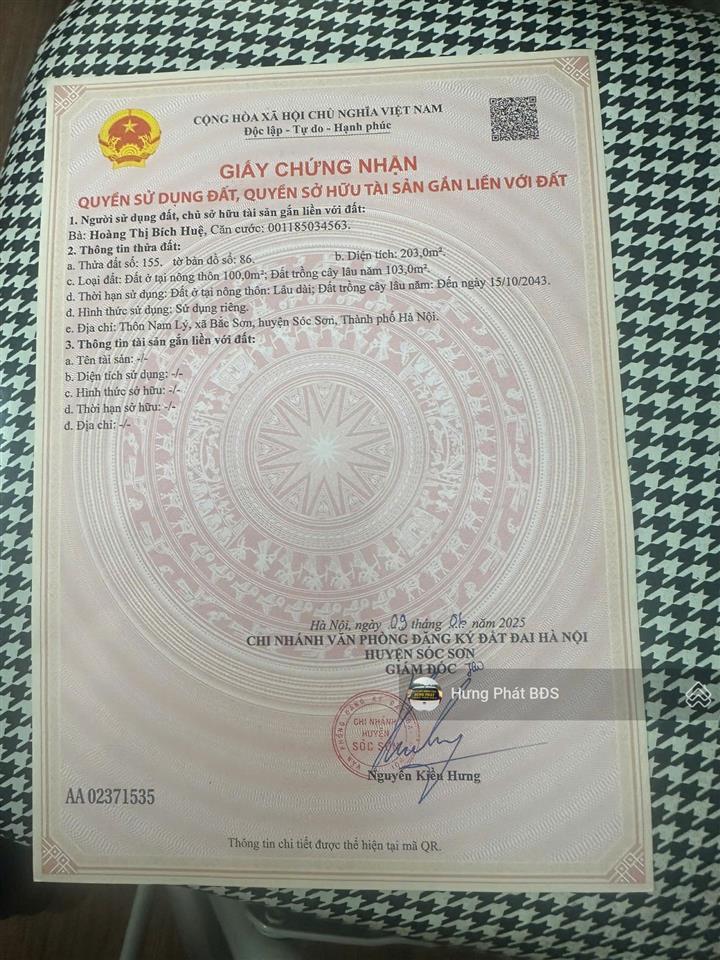 CỘNG HÒA XÃ HỘI CHỦ NGHĨA VIỆT NAM
Độc lập - Tự do - Hạnh phúc
GIẤY CHỨNG NHẬN
QUYỀN SỬ DỤNG ĐẤT, QUYỀN SỞ HỮU TÀI SẢN GẮN LIỀN VỚI ĐẤT
1. Người sử dụng đất, chủ sở hữu tài sản gắn liền với đất:
Bà: Hoàng Thị Bích Huệ, Căn cước: 001185034563.
2. Thông tin thửa đất:
a. Thửa đất số: 155. tờ bản đồ số: 86. b. Diện tích: 203,0m².
c. Loại đất: Đất ở tại nông thôn 100,0m²; Đất trồng cây lâu năm 103,0m².
d. Thời hạn sử dụng: Đất ở tại nông thôn: Lâu dài; Đất trồng cây lâu năm: Đến ngày 15/10/2043.
đ. Hình thức sử dụng: Sử dụng riêng.
e. Địa chỉ: Thôn Nam Lý, xã Bắc Sơn, huyện Sóc Sơn, Thành phố Hà Nội.
3. Thông tin tài sản gắn liền với đất:
a. Tên tài sản: -/-
b. Diện tích sử dụng: -/-
c. Hình thức sở hữu: -/-
d. Thời hạn sở hữu: -/-
đ. Địa chỉ: -/-
Hà Nội, ngày 09 tháng 06 năm 2025
CHI NHÁNH VĂN PHÒNG ĐĂNG KÝ ĐẤT ĐAI HÀ NỘI
HUYỆN SÓC SƠN
GIÁM ĐỐC
Hưng Phát BĐS
CHI NHÁNH
HUYỆN
SÓC SƠN
Nguyễn Kiều Hưng
AA 02371535
Thông tin chi tiết được thể hiện tại mã QR.